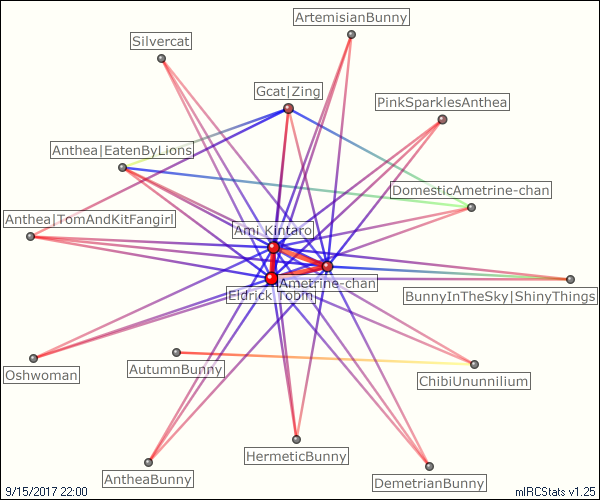 ArtemisianBunny
Silvercat
Gcat|Zing
PinkSparklesAnthea
Anthea|EatenByLions
DomesticAmetrine-chan
Anthea|TomAndKitFangirl
Ami_Kintaro
Ametrine-chan
Eldrick_Tobin
BunnyInTheSky|ShinyThings
Oshwoman
AutumnBunny
ChibiUnunnilium
HermeticBunny
AntheaBunny
DemetrianBunny
9/15/2017 22:00
mIRCStats v1.25